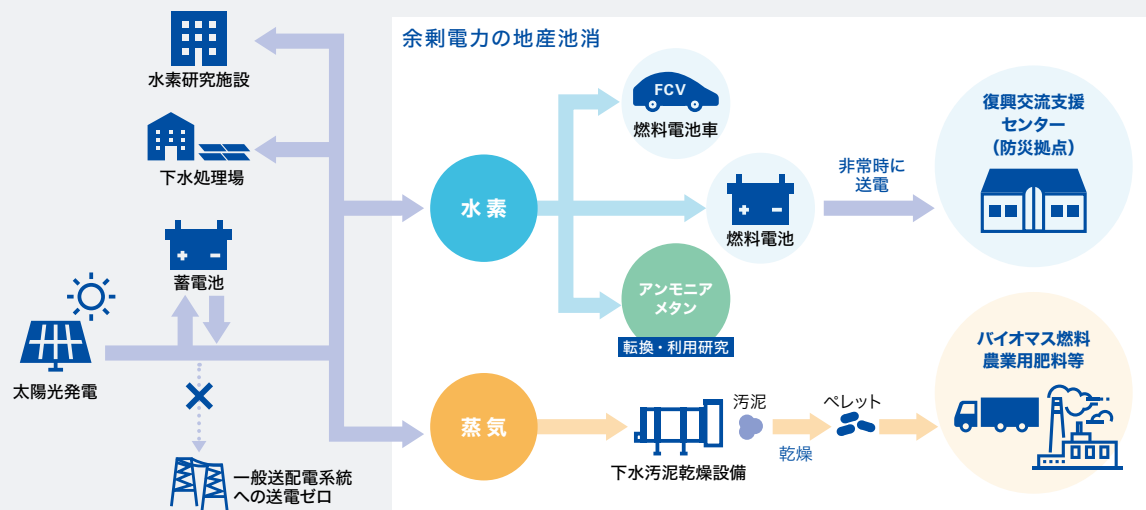 余剰電力の地産池消
水素研究施設
下水処理場
蓄電池
太陽光発電
一般送配電系統
への送電ゼロ
水素
FCV
燃料電池車
燃料電池
アンモニア
メタン
転換・利用研究
非常時に
送電
復興交流支援
センター
(防災拠点)
蒸気
下水汚泥乾燥設備
汚泥
乾燥
ペレット
バイオマス燃料
農業用肥料等